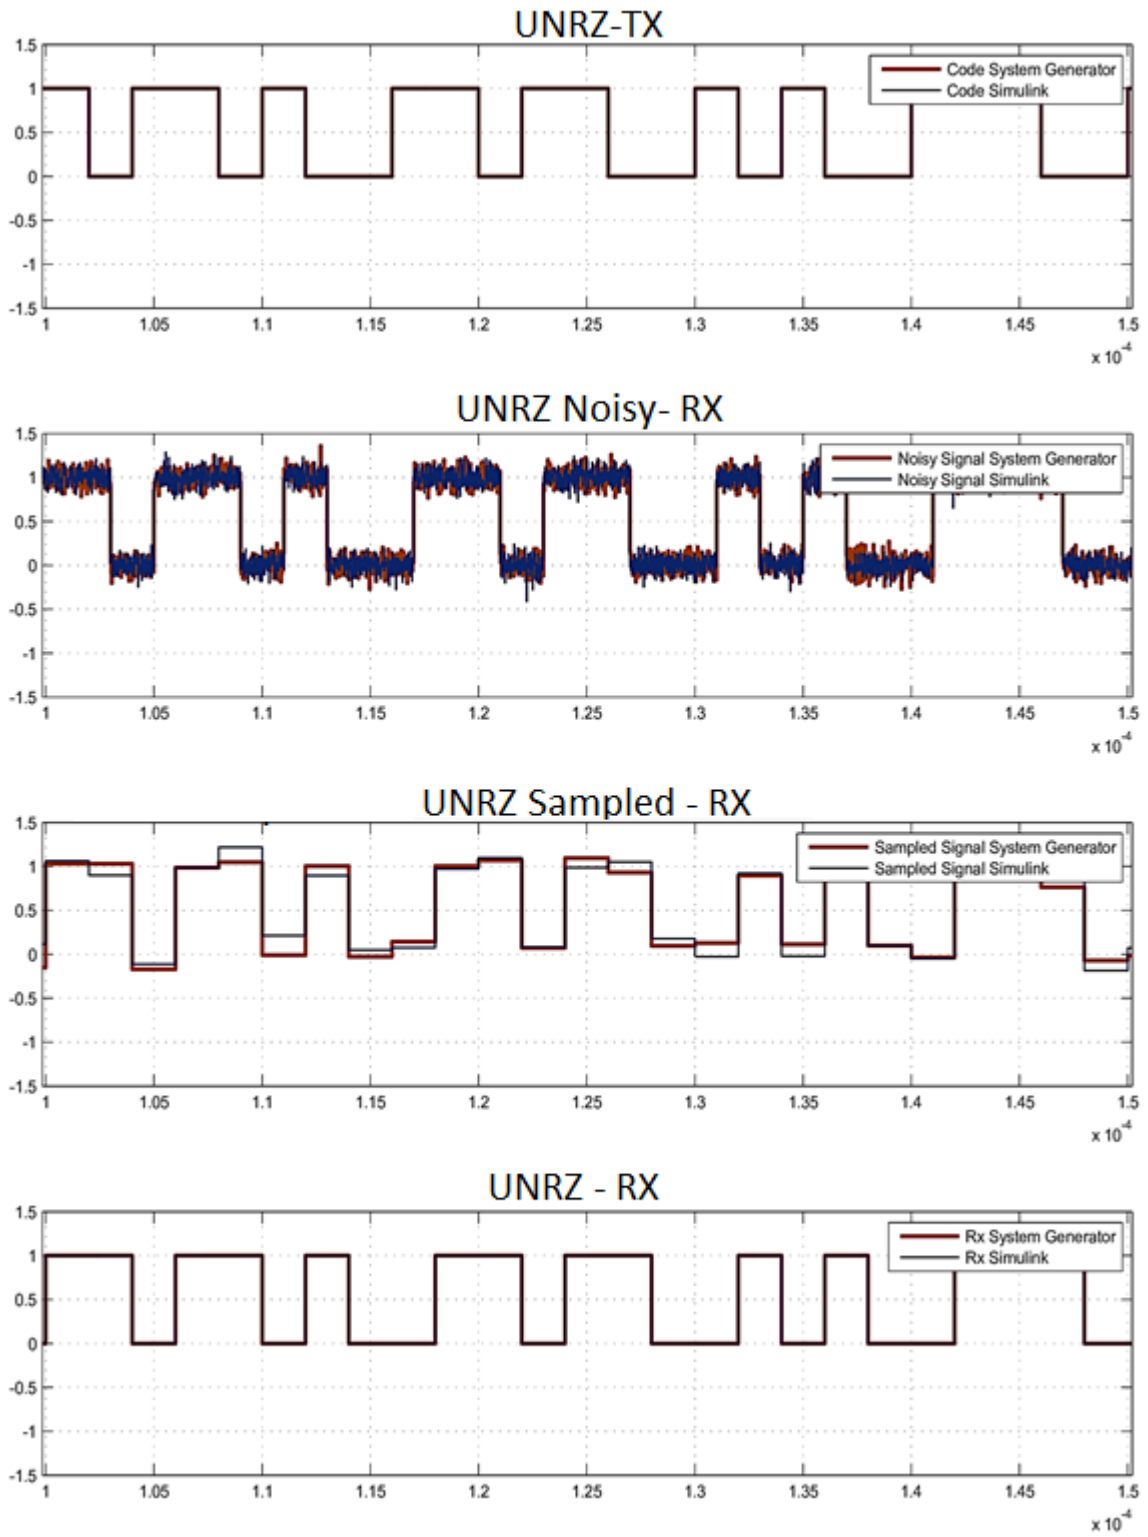 UNRZ-TX
1.5
Code System Generator
Code Simulink
1
0.5
0
-0.5
-1
-1.5
1 1.05 1.1 1.15 1.2 1.25 1.3 1.35 1.4 1.45 1.5
x 10-4
UNRZ Noisy- RX
1.5
Noisy Signal System Generator
Noisy Signal Simulink
1
0.5
0
-0.5
-1
-1.5
1 1.05 1.1 1.15 1.2 1.25 1.3 1.35 1.4 1.45 1.5
x 10-4
UNRZ Sampled - RX
1.5
Sampled Signal System Generator
Sampled Signal Simulink
1
0.5
0
-0.5
-1
-1.5
1 1.05 1.1 1.15 1.2 1.25 1.3 1.35 1.4 1.45 1.5
x 10-4
UNRZ - RX
1.5
Rx System Generator
Rx Simulink
1
0.5
0
-0.5
-1
-1.5
1 1.05 1.1 1.15 1.2 1.25 1.3 1.35 1.4 1.45 1.5
x 10-4